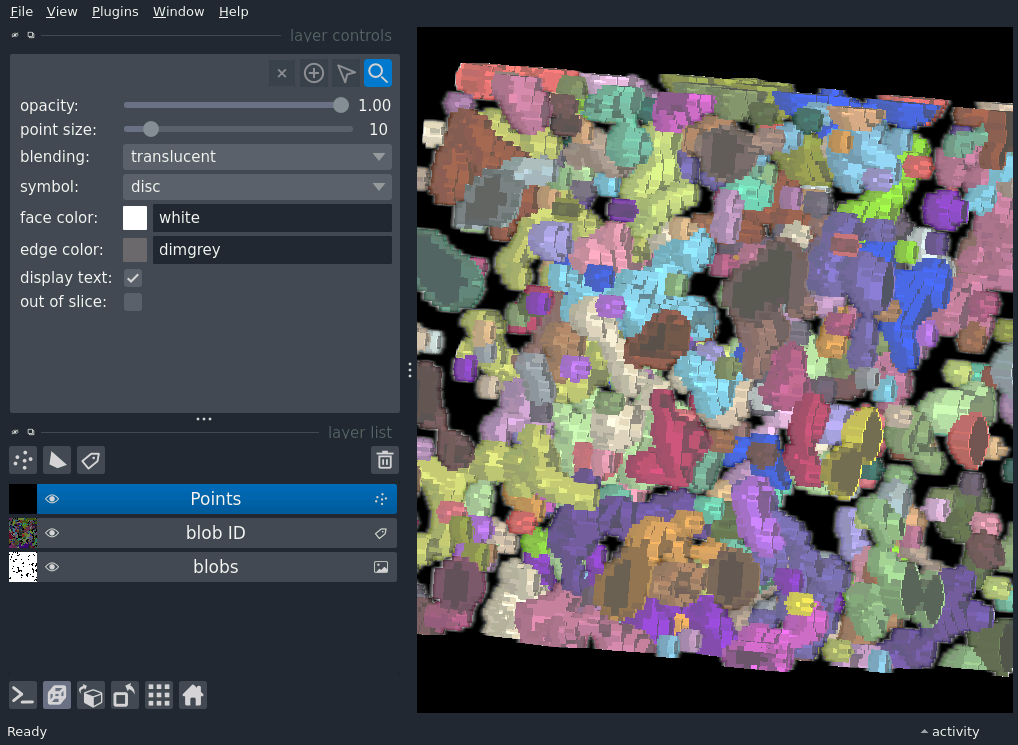 File View Plugins Window Help
layer controls
opacity: 1.00
point size: 10
blending: translucent
symbol: disc
face color: white
edge color: dimgrey
display text:
out of slice:
layer list
Points
blob ID
blobs
Ready
activity